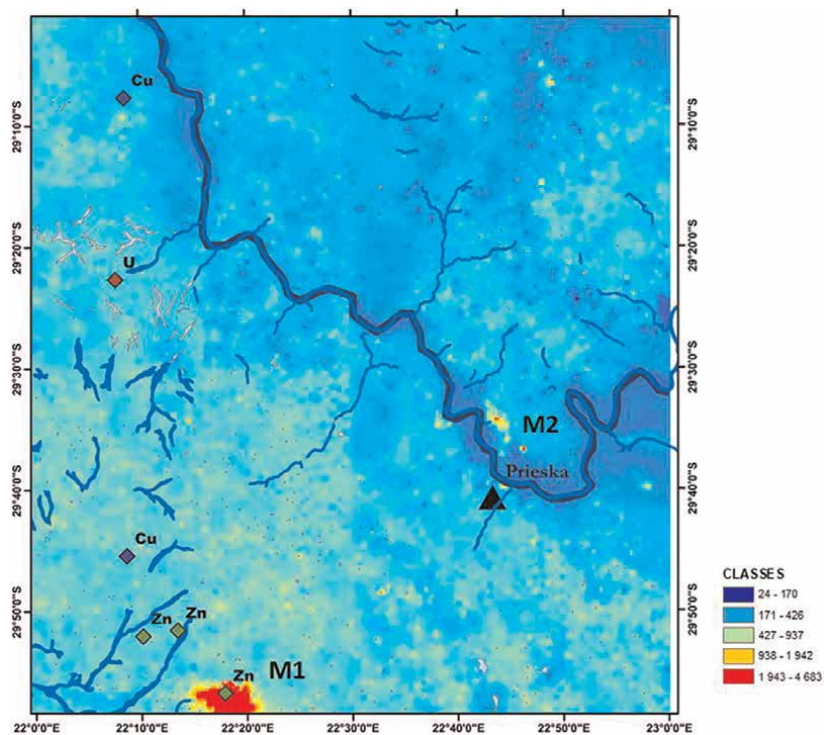 Cu
U
M2
Prieska
Cu
Zn
Zn
Zn
M1
29°10'0"S
29°20'0"S
29°30'0"S
29°40'0"S
29°50'0"S
29°10'0"S
29°20'0"S
29°30'0"S
29°40'0"S
29°50'0"S
22°0'0"E
22°10'0"E
22°20'0"E
22°30'0"E
22°40'0"E
22°50'0"E
23°0'0"E
CLASSES
24 - 170
171 - 426
427 - 937
938 - 1 942
1 943 - 4 683